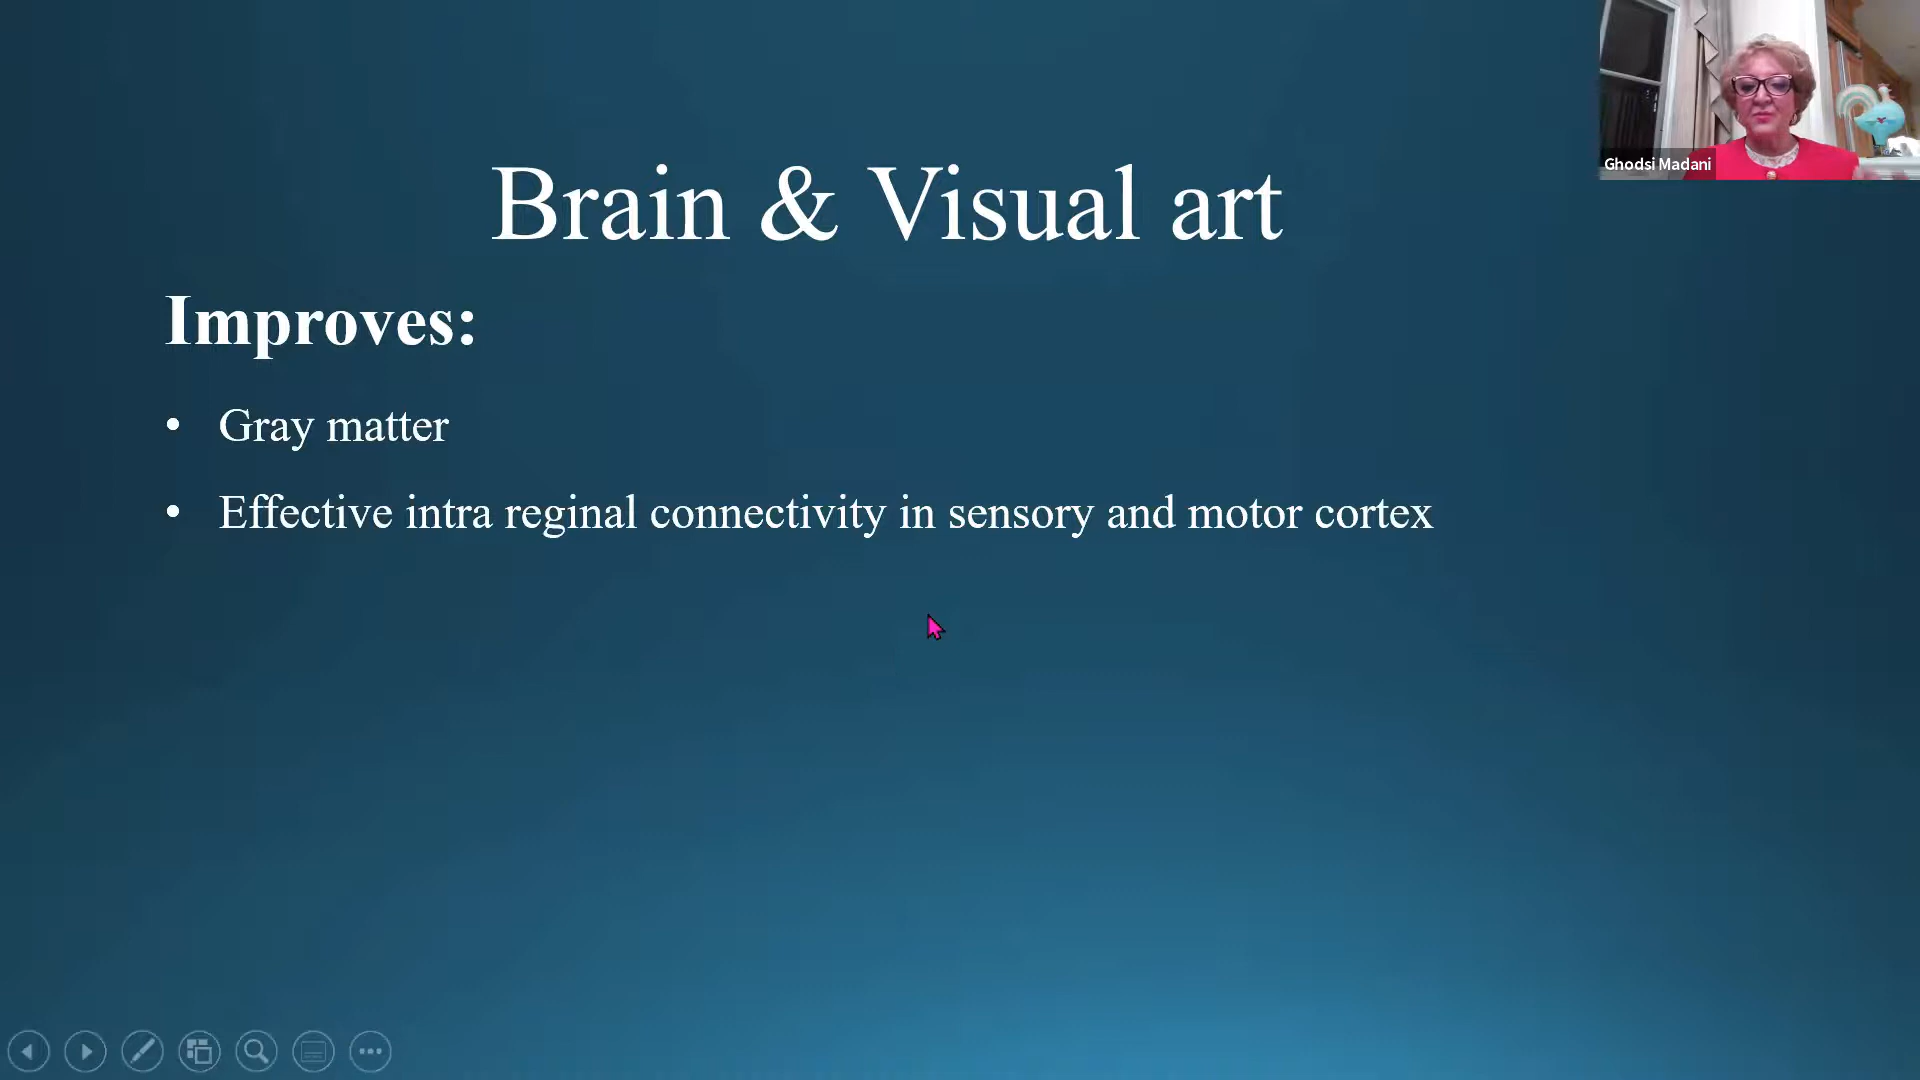 Brain & Visual art
Ghodsi Madani
Improves:
• Gray matter
• Effective intra reginal connectivity in sensory and motor cortex